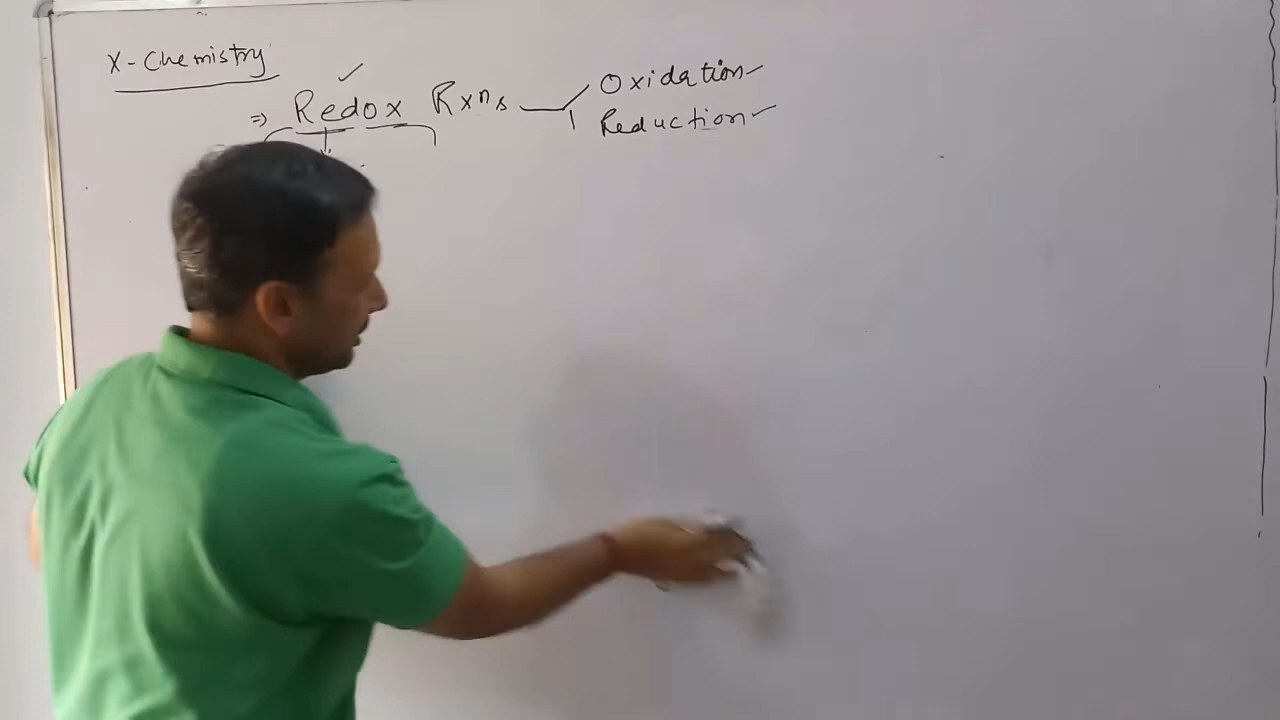 X - Chemistry
⇒ Redox Rxns
Oxidation
Reduction